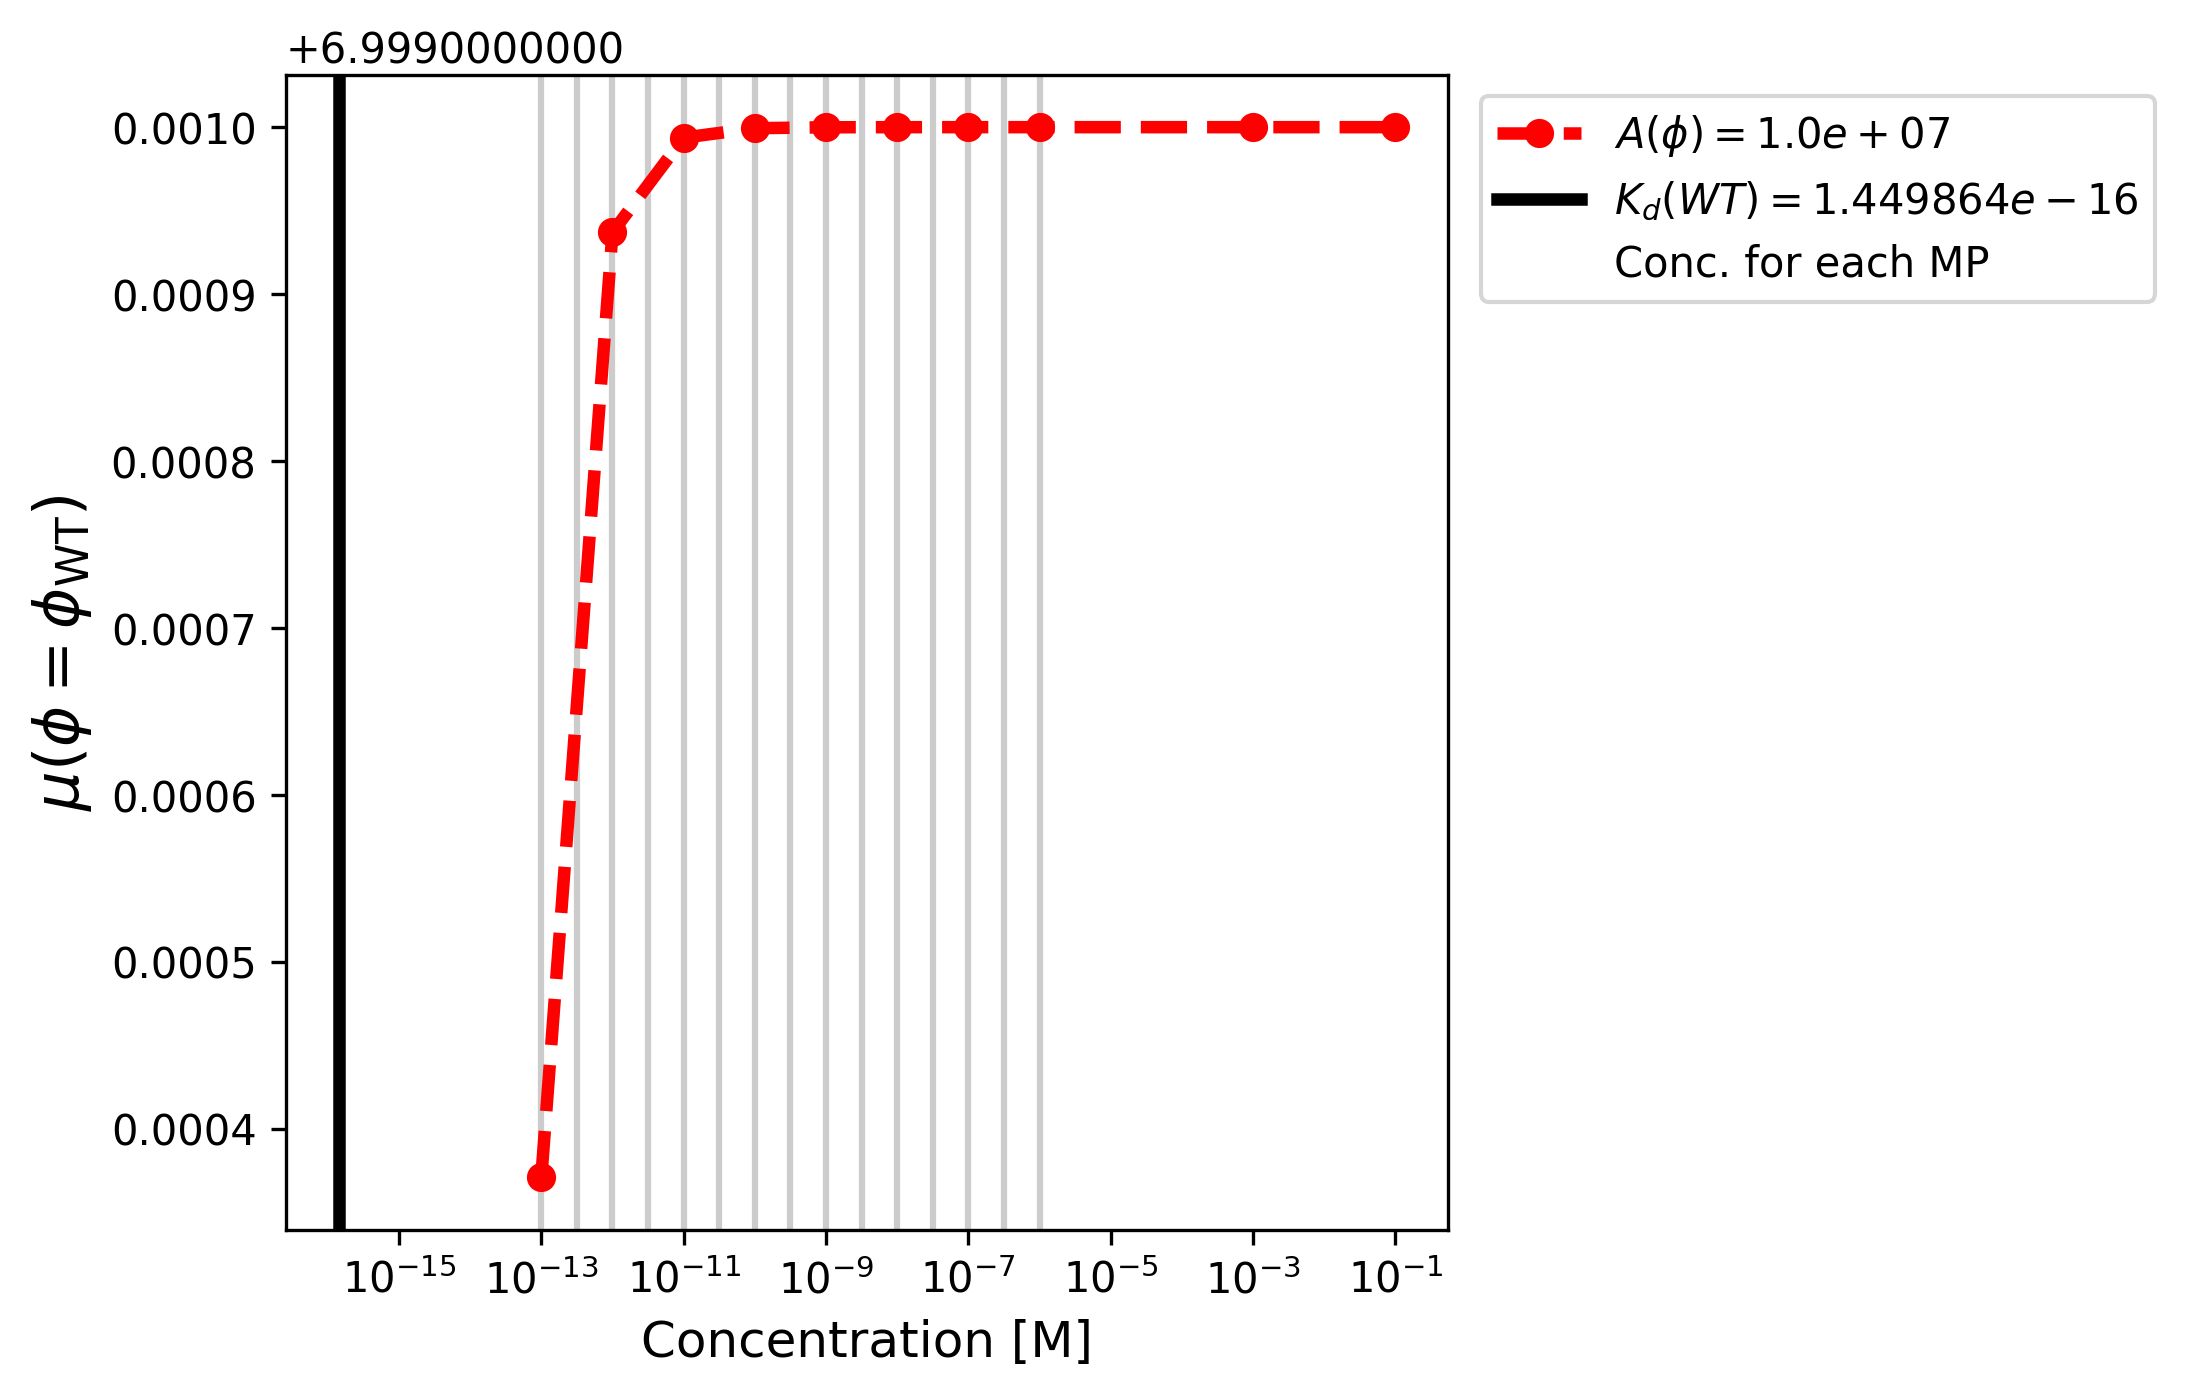 +6.9990000000
0.0010
0.0009
0.0008
0.0007
0.0006
0.0005
0.0004
μ(ϕ = ϕ_WT)
10⁻¹⁵ 10⁻¹³ 10⁻¹¹ 10⁻⁹ 10⁻⁷ 10⁻⁵ 10⁻³ 10⁻¹
Concentration [M]
A(ϕ) = 1.0e + 07
K_d(WT) = 1.449864e − 16
Conc. for each MP